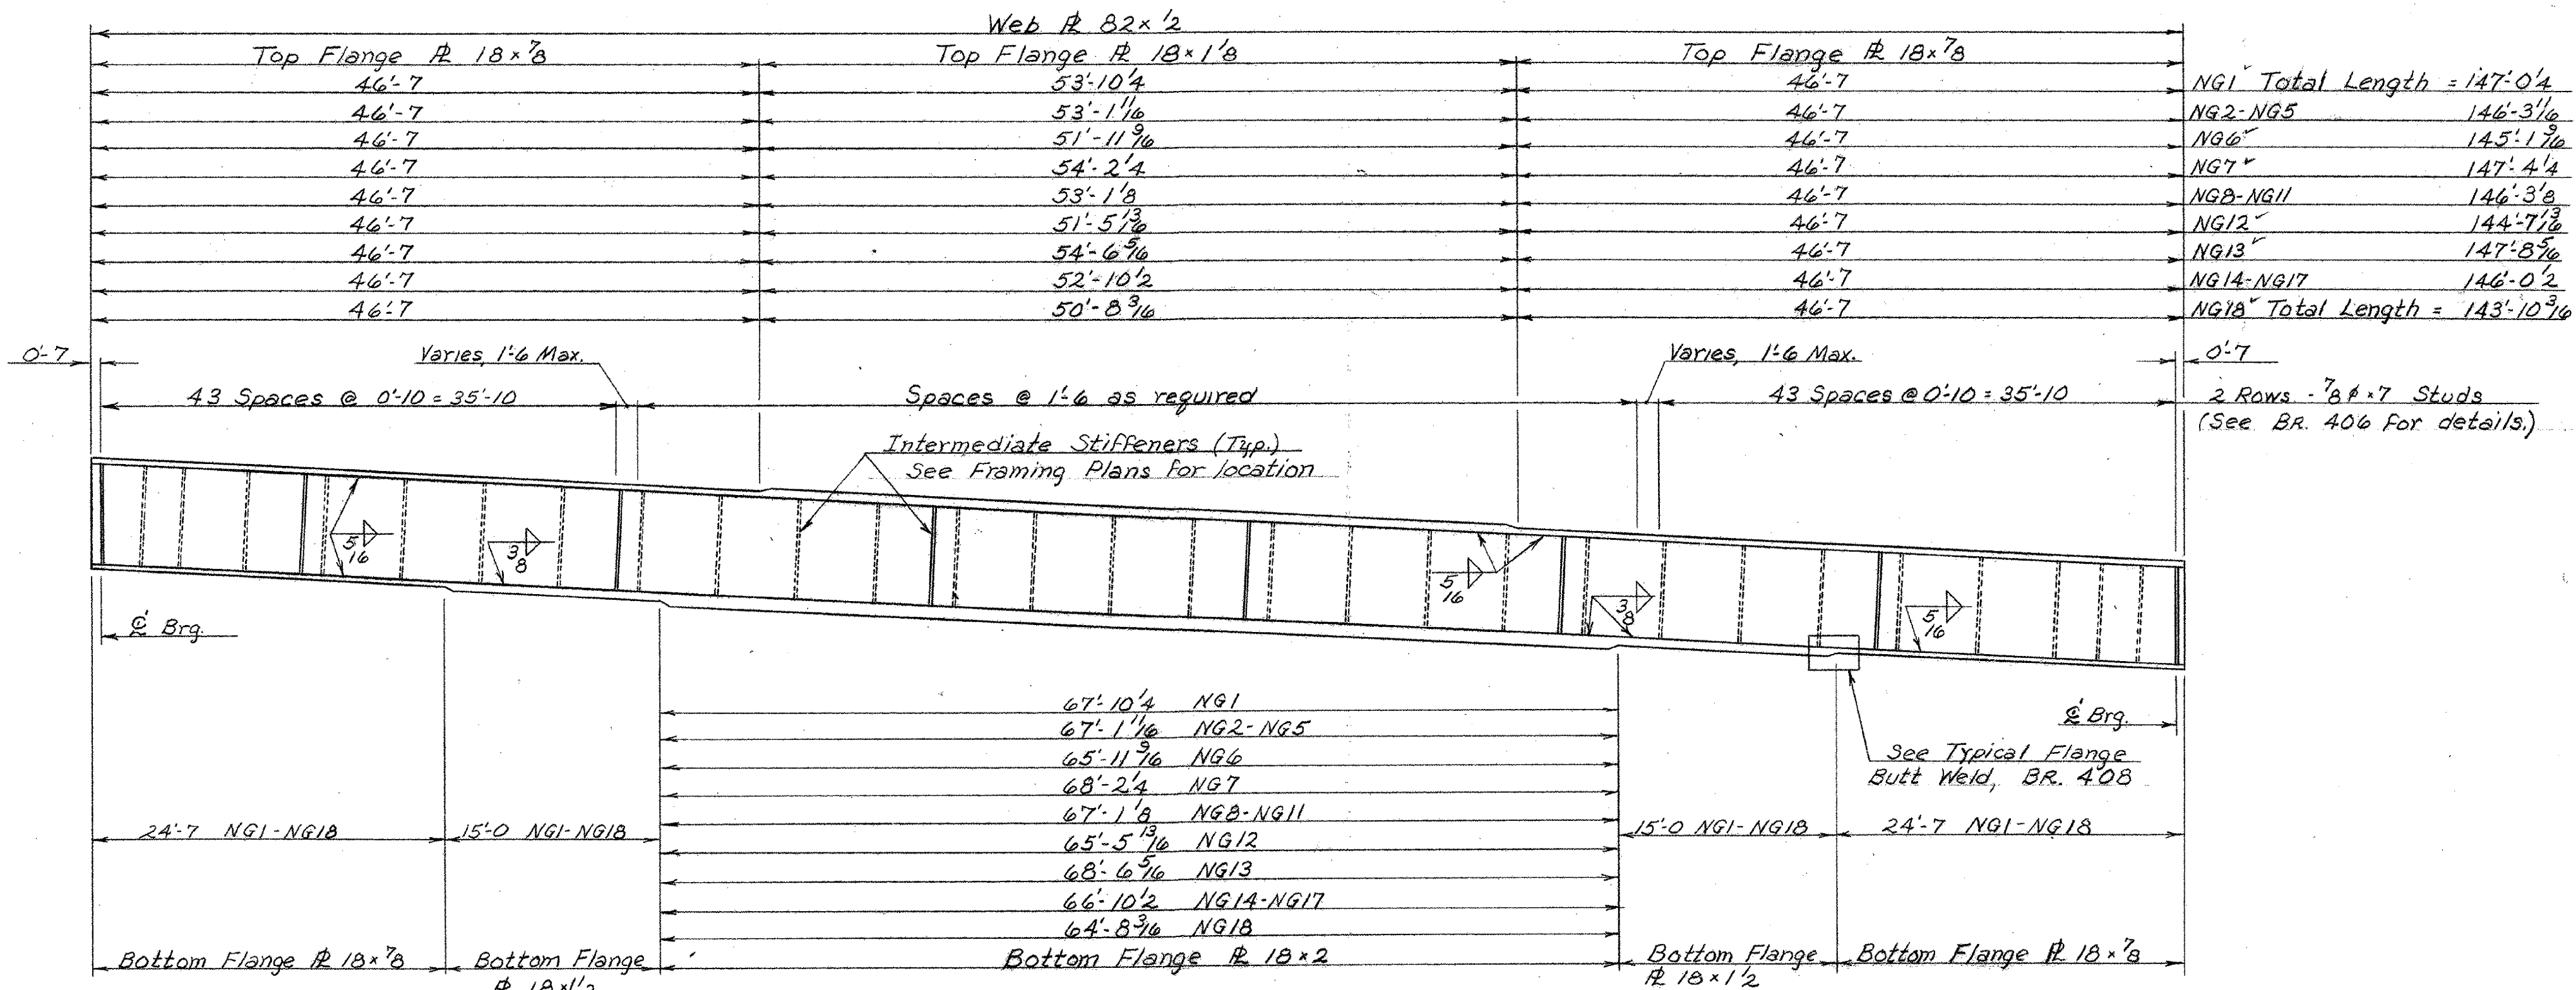 Web PL 82 x 1/2
Top Flange PL 18 x 7/8 Top Flange PL 18 x 1 1/8 Top Flange PL 18 x 7/8
46'-7 53'-10 1/4 46'-7 NG1 Total Length = 147'-0 1/4
46'-7 53'-1 1/16 46'-7 NG2-NG5 146'-3 1/16
46'-7 51'-11 9/16 46'-7 NG6 145'-1 9/16
46'-7 54'-2 1/4 46'-7 NG7 147'-4 1/4
46'-7 53'-1 1/8 46'-7 NG8-NG11 146'-3 1/8
46'-7 51'-5 13/16 46'-7 NG12 144'-7 13/16
46'-7 54'-6 5/16 46'-7 NG13 147'-8 5/16
46'-7 52'-10 1/2 46'-7 NG14-NG17 146'-0 1/2
46'-7 50'-8 3/16 46'-7 NG18 Total Length = 143'-10 3/16
0'-7 Varies, 1'-6 Max. Varies, 1'-6 Max. 0'-7
43 Spaces @ 0'-10 = 35'-10 Spaces @ 1'-6 as required 43 Spaces @ 0'-10 = 35'-10 2 Rows - 7/8 φ x 7 Studs
(See BR. 406 for details.)
Intermediate Stiffeners (Typ.)
See Framing Plans for location
5/16
3/8
5/16
3/8
5/16
℄ Brg.
℄ Brg.
See Typical Flange
Butt Weld, BR. 408
67'-10 1/4 NG1
67'-1 1/16 NG2-NG5
65'-11 9/16 NG6
68'-2 1/4 NG7
67'-1 1/8 NG8-NG11
65'-5 13/16 NG12
68'-6 5/16 NG13
66'-10 1/2 NG14-NG17
64'-8 3/16 NG18
24'-7 NG1-NG18 15'-0 NG1-NG18 15'-0 NG1-NG18 24'-7 NG1-NG18
Bottom Flange PL 18 x 7/8 Bottom Flange Bottom Flange PL 18 x 2 Bottom Flange Bottom Flange PL 18 x 7/8
PL 18 x 1 1/2 PL 18 x 1 1/2